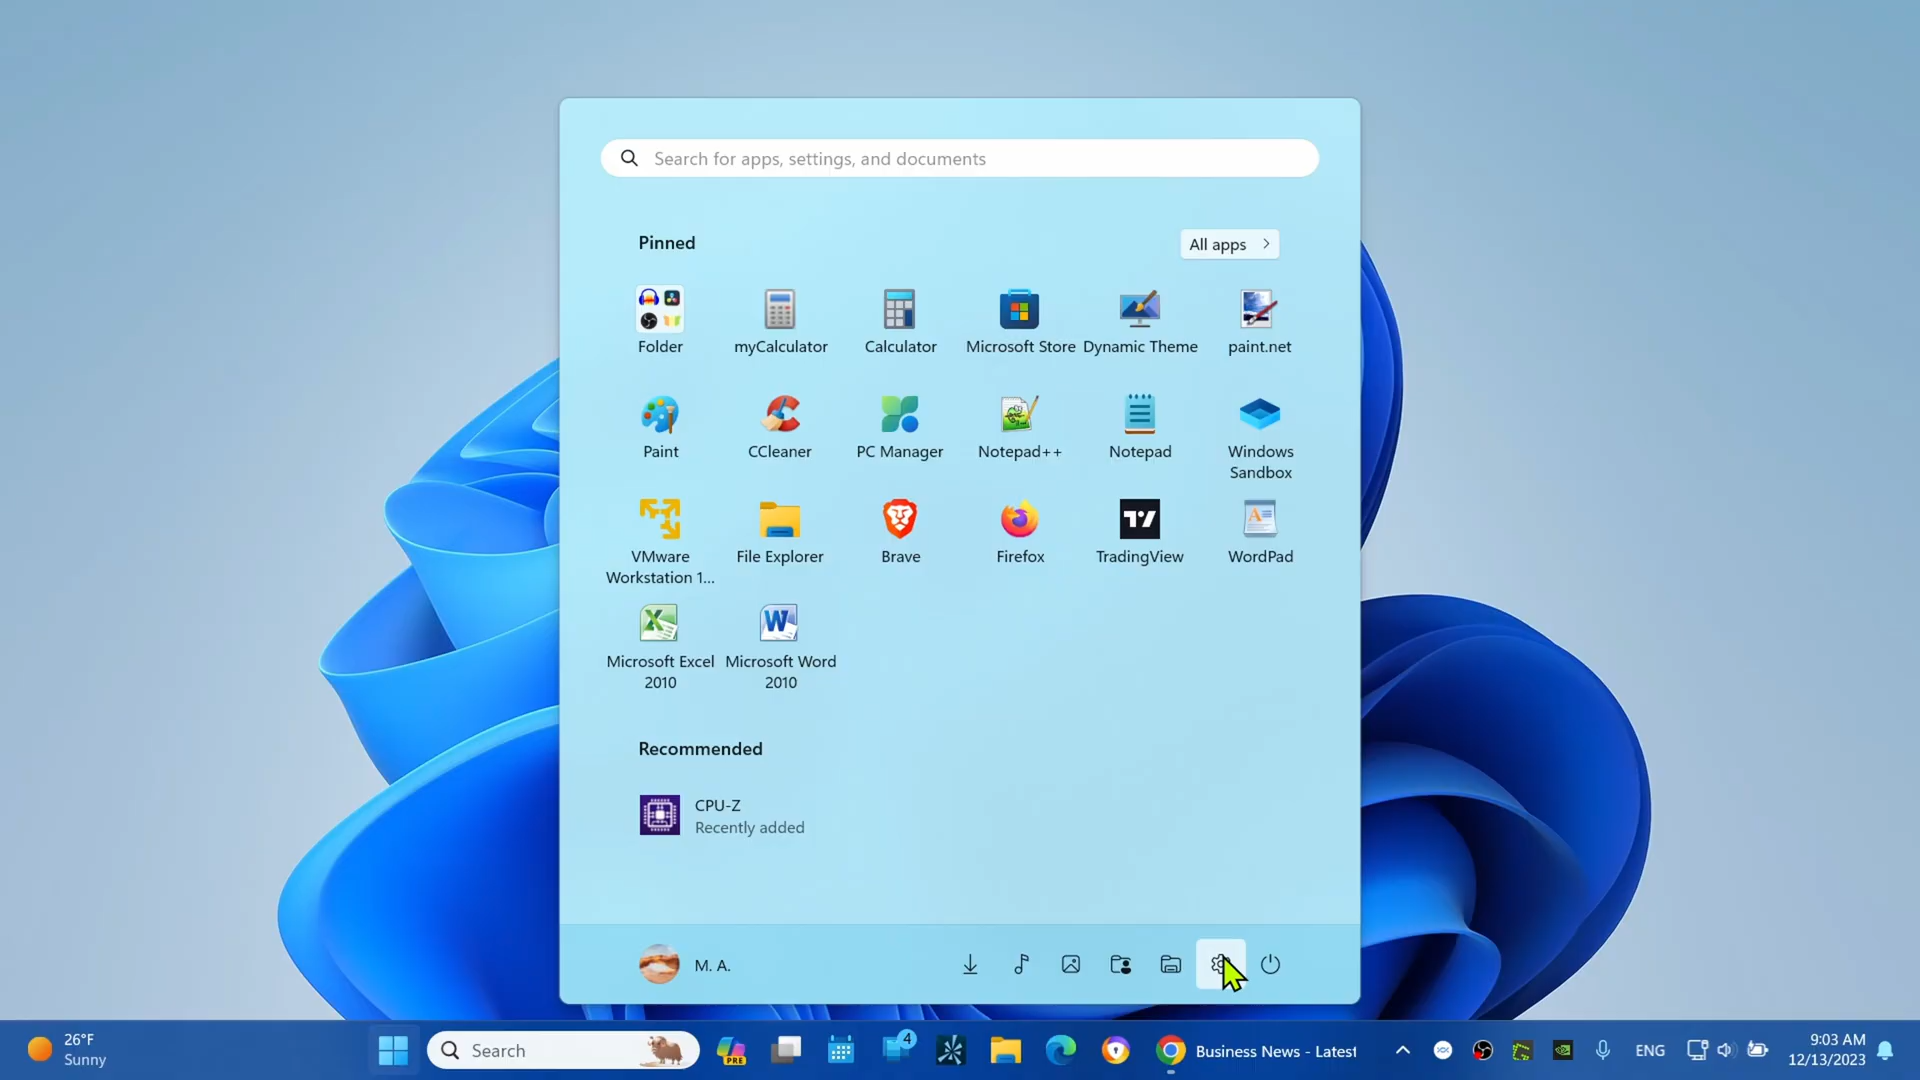 Search for apps, settings, and documents
Pinned
All apps
Folder
myCalculator
Calculator
Microsoft Store
Dynamic Theme
paint.net
Paint
CCleaner
PC Manager
Notepad++
Notepad
Windows
Sandbox
VMware
Workstation 1...
File Explorer
Brave
Firefox
TradingView
WordPad
Microsoft Excel
2010
Microsoft Word
2010
Recommended
CPU-Z
Recently added
M. A.
26°F
Sunny
Search
PRE
4
Business News - Latest
ENG
9:03 AM
12/13/2023